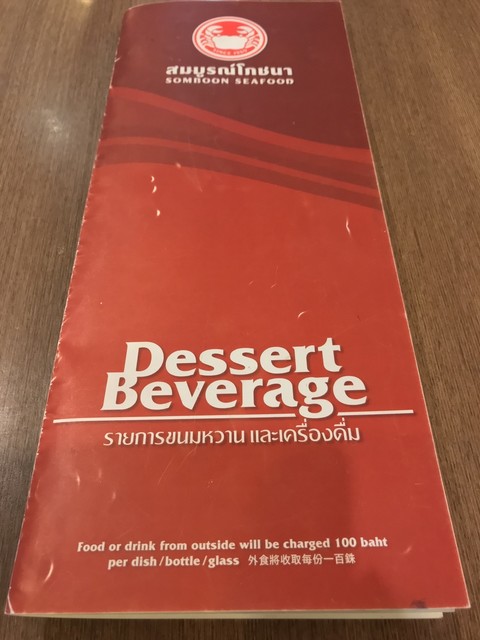 สมบูรณ์โภชนา
SOMBOON SEAFOOD
Dessert
Beverage
รายการขนมหวาน และเครื่องดื่ม
Food or drink from outside will be charged 100 baht
per dish/bottle/glass 外食將收取每份一百銖